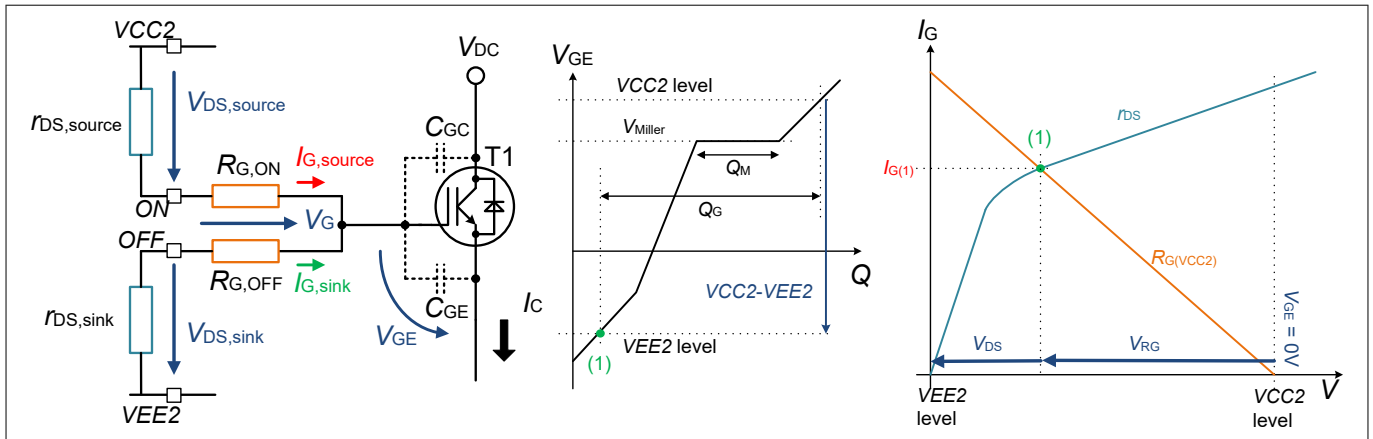 VCC2
rDS,source
VDS,source
RG,ON
IG,source
ON
VG
OFF
RG,OFF
IG,sink
rDS,sink
VDS,sink
VEE2
VDC
CGC
T1
CGE
VGE
IC
VGE
VCC2 level
VMiller
QM
QG
Q
VCC2-VEE2
(1)
VEE2 level
IG
rDS
(1)
IG(1)
RG(VCC2)
VGE = 0V
VDS
VRG
VEE2
level
VCC2
level
V